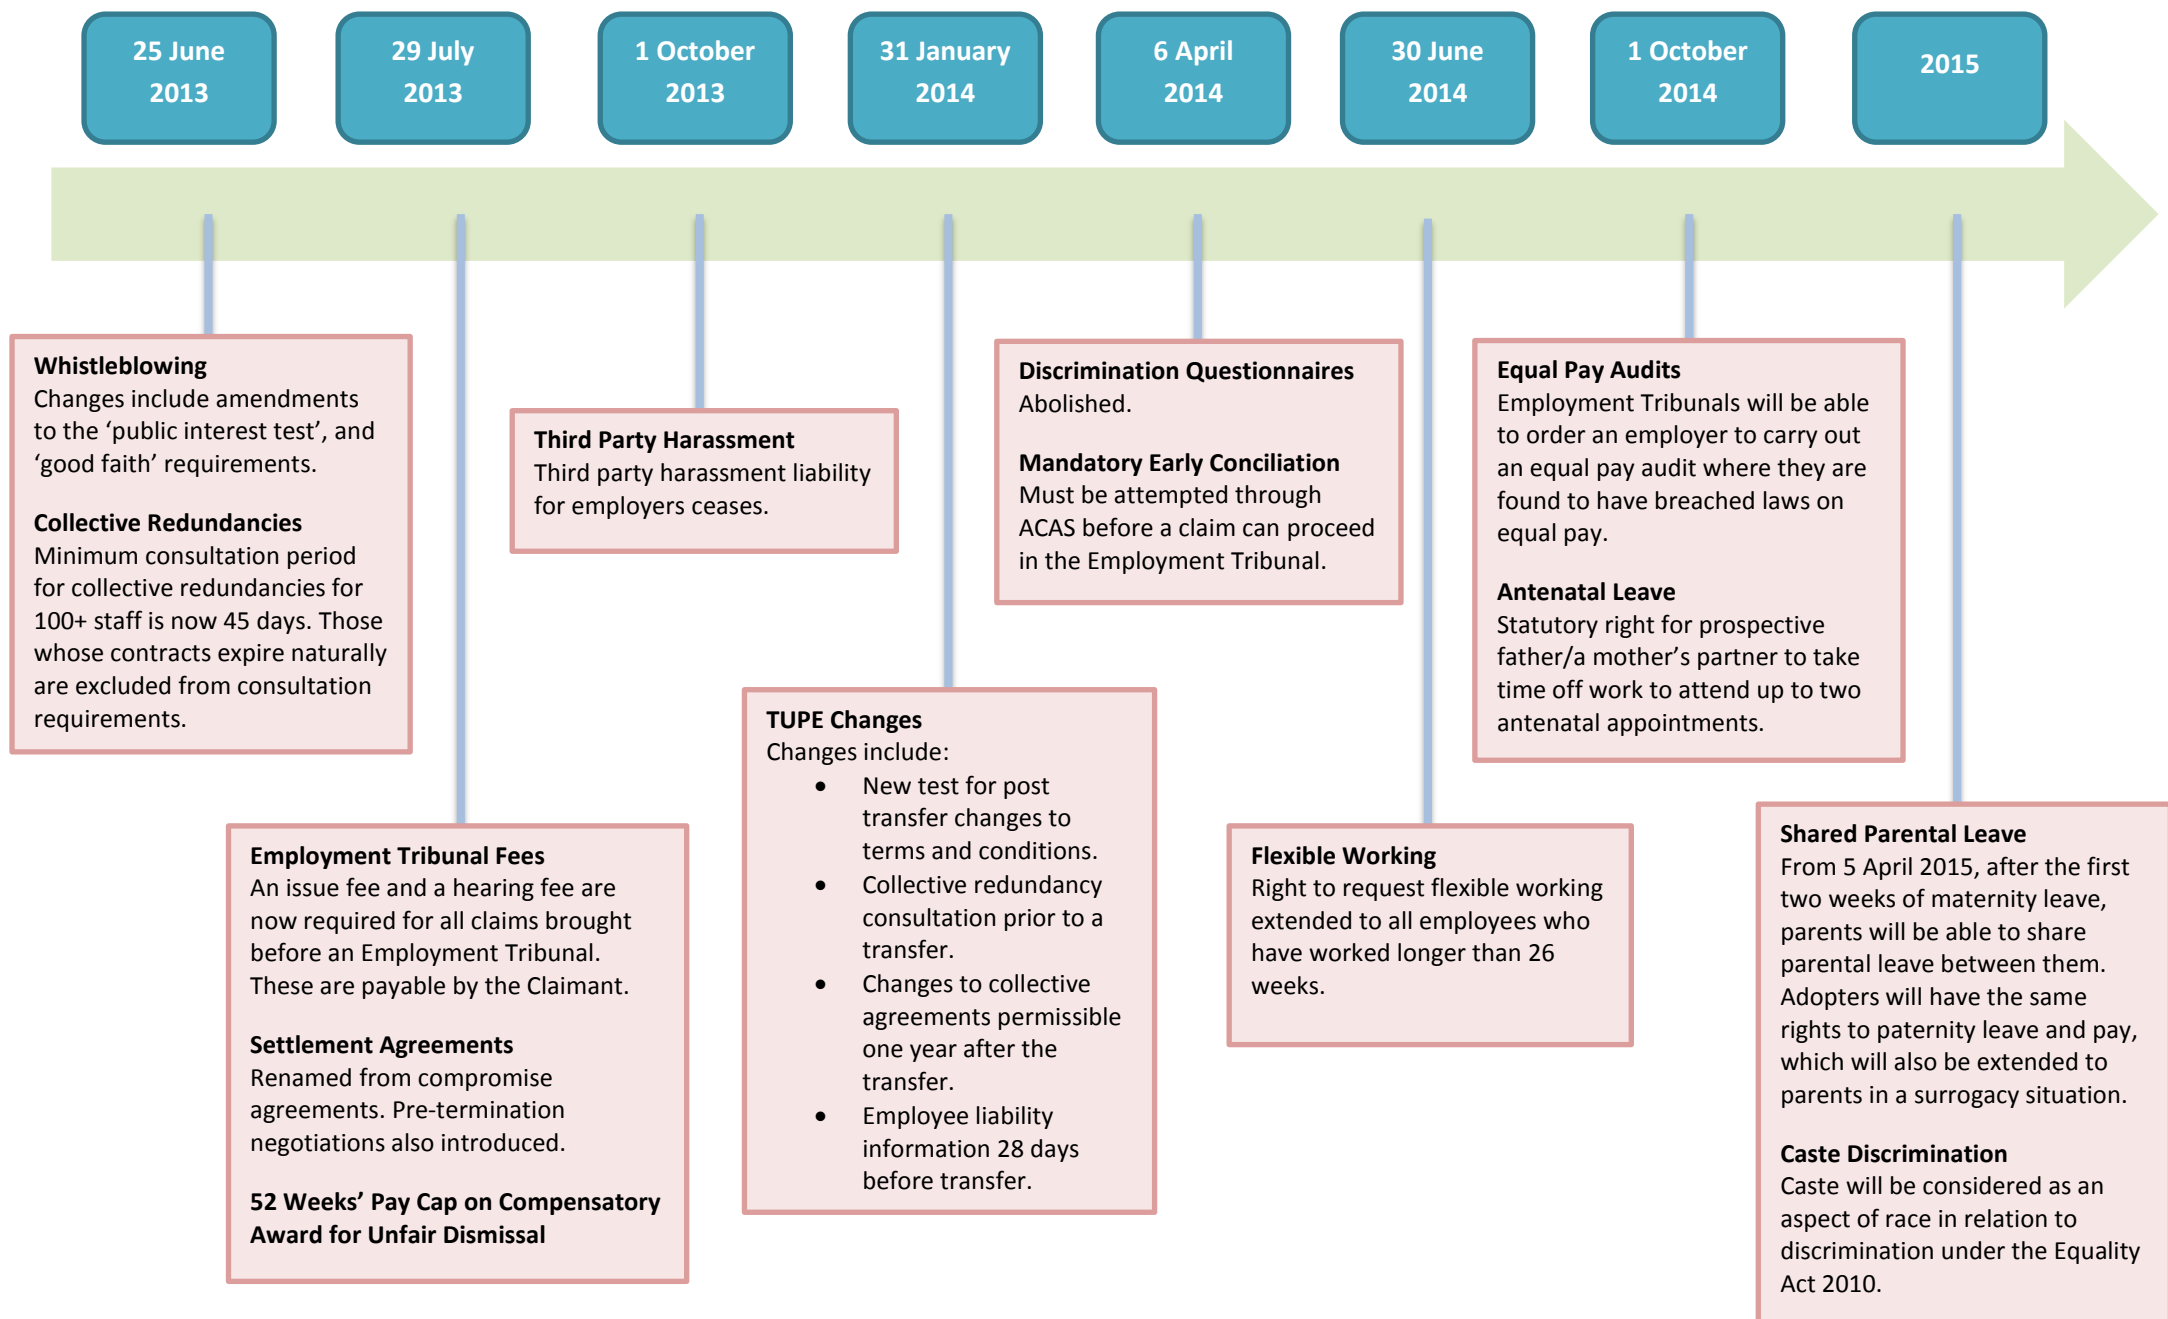 25 June
2013
29 July
2013
1 October
2013
31 January
2014
6 April
2014
30 June
2014
1 October
2014
2015
Whistleblowing
Changes include amendments
to the ‘public interest test’, and
‘good faith’ requirements.
Collective Redundancies
Minimum consultation period
for collective redundancies for
100+ staff is now 45 days. Those
whose contracts expire naturally
are excluded from consultation
requirements.
Employment Tribunal Fees
An issue fee and a hearing fee are
now required for all claims brought
before an Employment Tribunal.
These are payable by the Claimant.
Settlement Agreements
Renamed from compromise
agreements. Pre-termination
negotiations also introduced.
52 Weeks’ Pay Cap on Compensatory
Award for Unfair Dismissal
Third Party Harassment
Third party harassment liability
for employers ceases.
TUPE Changes
Changes include:
• New test for post
transfer changes to
terms and conditions.
• Collective redundancy
consultation prior to a
transfer.
• Changes to collective
agreements permissible
one year after the
transfer.
• Employee liability
information 28 days
before transfer.
Discrimination Questionnaires
Abolished.
Mandatory Early Conciliation
Must be attempted through
ACAS before a claim can proceed
in the Employment Tribunal.
Flexible Working
Right to request flexible working
extended to all employees who
have worked longer than 26
weeks.
Equal Pay Audits
Employment Tribunals will be able
to order an employer to carry out
an equal pay audit where they are
found to have breached laws on
equal pay.
Antenatal Leave
Statutory right for prospective
father/a mother’s partner to take
time off work to attend up to two
antenatal appointments.
Shared Parental Leave
From 5 April 2015, after the first
two weeks of maternity leave,
parents will be able to share
parental leave between them.
Adopters will have the same
rights to paternity leave and pay,
which will also be extended to
parents in a surrogacy situation.
Caste Discrimination
Caste will be considered as an
aspect of race in relation to
discrimination under the Equality
Act 2010.